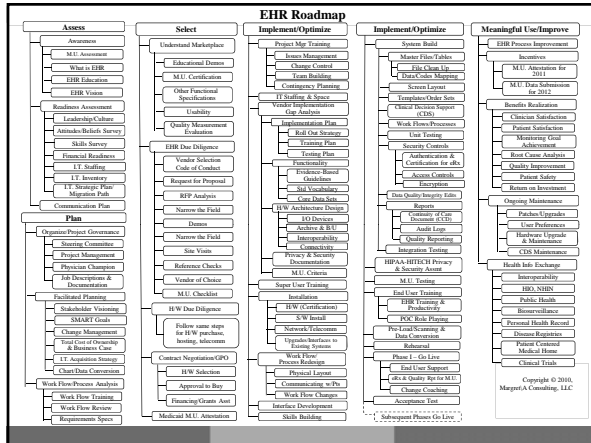 EHR Roadmap
Assess
Awareness
M.U. Assessment
What is EHR
EHR Education
EHR Vision
Readiness Assessment
Leadership/Culture
Attitudes/Beliefs Survey
Skills Survey
Financial Readiness
I.T. Staffing
I.T. Inventory
I.T. Strategic Plan/
Migration Path
Communication Plan
Plan
Organize/Project Governance
Steering Committee
Project Management
Physician Champion
Job Descriptions &
Documentation
Facilitated Planning
Stakeholder Visioning
SMART Goals
Change Management
Total Cost of Ownership
& Business Case
I.T. Acquisition Strategy
Chart/Data Conversion
Work Flow/Process Analysis
Work Flow Training
Work Flow Review
Requirements Specs
Select
Understand Marketplace
Educational Demos
M.U. Certification
Other Functional
Specifications
Usability
Quality Measurement
Evaluation
EHR Due Diligence
Vendor Selection
Code of Conduct
Request for Proposal
RFP Analysis
Narrow the Field
Demos
Narrow the Field
Site Visits
Reference Checks
Vendor of Choice
M.U. Checklist
H/W Due Diligence
Follow same steps
for H/W purchase,
hosting, telecomm
Contract Negotiation/GPO
H/W Selection
Approval to Buy
Financing/Grants Asst
Medicaid M.U. Attestation
Implement/Optimize
Project Mgr Training
Issues Management
Change Control
Team Building
Contingency Planning
IT Staffing & Space
Vendor Implementation
Gap Analysis
Implementation Plan
Roll Out Strategy
Training Plan
Testing Plan
Functionality
Evidence-Based
Guidelines
Std Vocabulary
Core Data Sets
H/W Architecture Design
I/O Devices
Archive & B/U
Interoperability
Connectivity
Privacy & Security
Documentation
M.U. Criteria
Super User Training
Installation
H/W (Certification)
S/W Install
Network/Telecomm
Upgrades/Interfaces to
Existing Systems
Work Flow/
Process Redesign
Physical Layout
Communicating w/Pts
Work Flow Changes
Interface Development
Skills Building
Implement/Optimize
System Build
Master Files/Tables
File Clean Up
Data/Codes Mapping
Screen Layout
Templates/Order Sets
Clinical Decision Support
(CDS)
Work Flows/Processes
Unit Testing
Security Controls
Authentication &
Certification for eRx
Access Controls
Encryption
Data Quality/Integrity Edits
Reports
Continuity of Care
Document (CCD)
Audit Logs
Quality Reporting
Integration Testing
HIPAA-HITECH Privacy
& Security Assmt
M.U. Testing
End User Training
EHR Training &
Productivity
POC Role Playing
Pre-Load/Scanning &
Data Conversion
Rehearsal
Phase I – Go Live
End User Support
eRx & Quality Rpt for M.U.
Change Coaching
Acceptance Test
Subsequent Phases Go Live
Meaningful Use/Improve
EHR Process Improvement
Incentives
M.U. Attestation for
2011
M.U. Data Submission
for 2012
Benefits Realization
Clinician Satisfaction
Patient Satisfaction
Monitoring Goal
Achievement
Root Cause Analysis
Quality Improvement
Patient Safety
Return on Investment
Ongoing Maintenance
Patches/Upgrades
User Preferences
Hardware Upgrade
& Maintenance
CDS Maintenance
Health Info Exchange
Interoperability
HIO, NHIN
Public Health
Biosurveillance
Personal Health Record
Disease Registries
Patient Centered
Medical Home
Clinical Trials
Copyright © 2010,
Margret\A Consulting, LLC